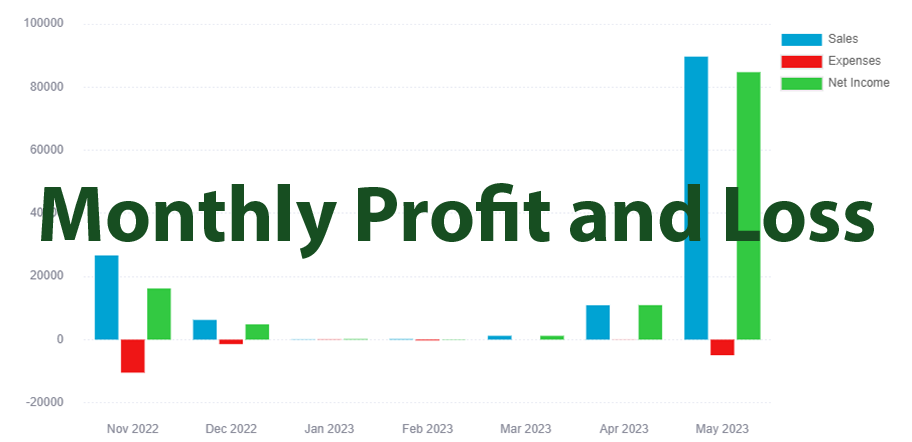 100000
Sales
Expenses
80000
Net Income
60000
Monthly Profit and Loss
20000
0
-20000
Nov 2022 Dec 2022 Jan 2023 Feb 2023 Mar 2023 Apr 2023 May 2023